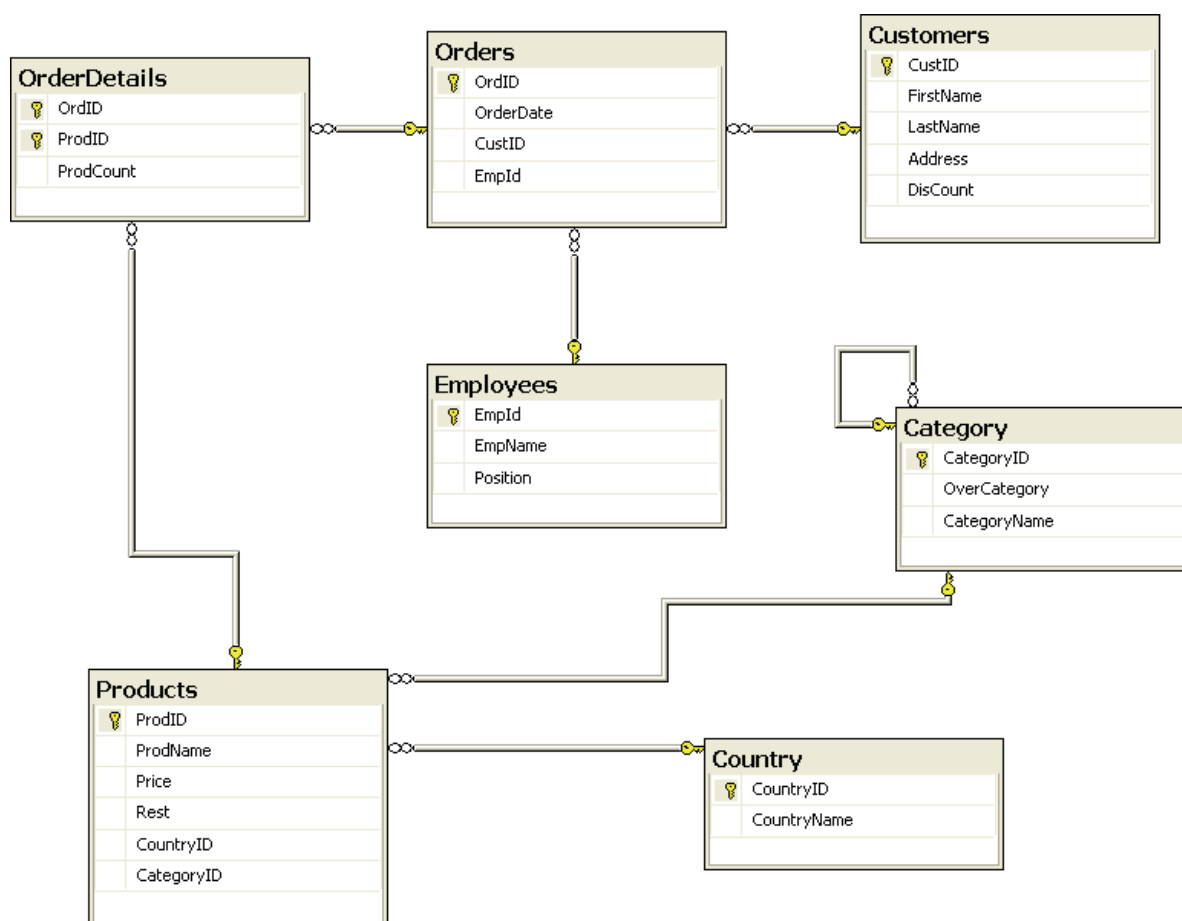 OrderDetails
OrdID
ProdID
ProdCount
Orders
OrdID
OrderDate
CustID
EmpId
Customers
CustID
FirstName
LastName
Address
DisCount
Employees
EmpId
EmpName
Position
Category
CategoryID
OverCategory
CategoryName
Products
ProdID
ProdName
Price
Rest
CountryID
CategoryID
Country
CountryID
CountryName